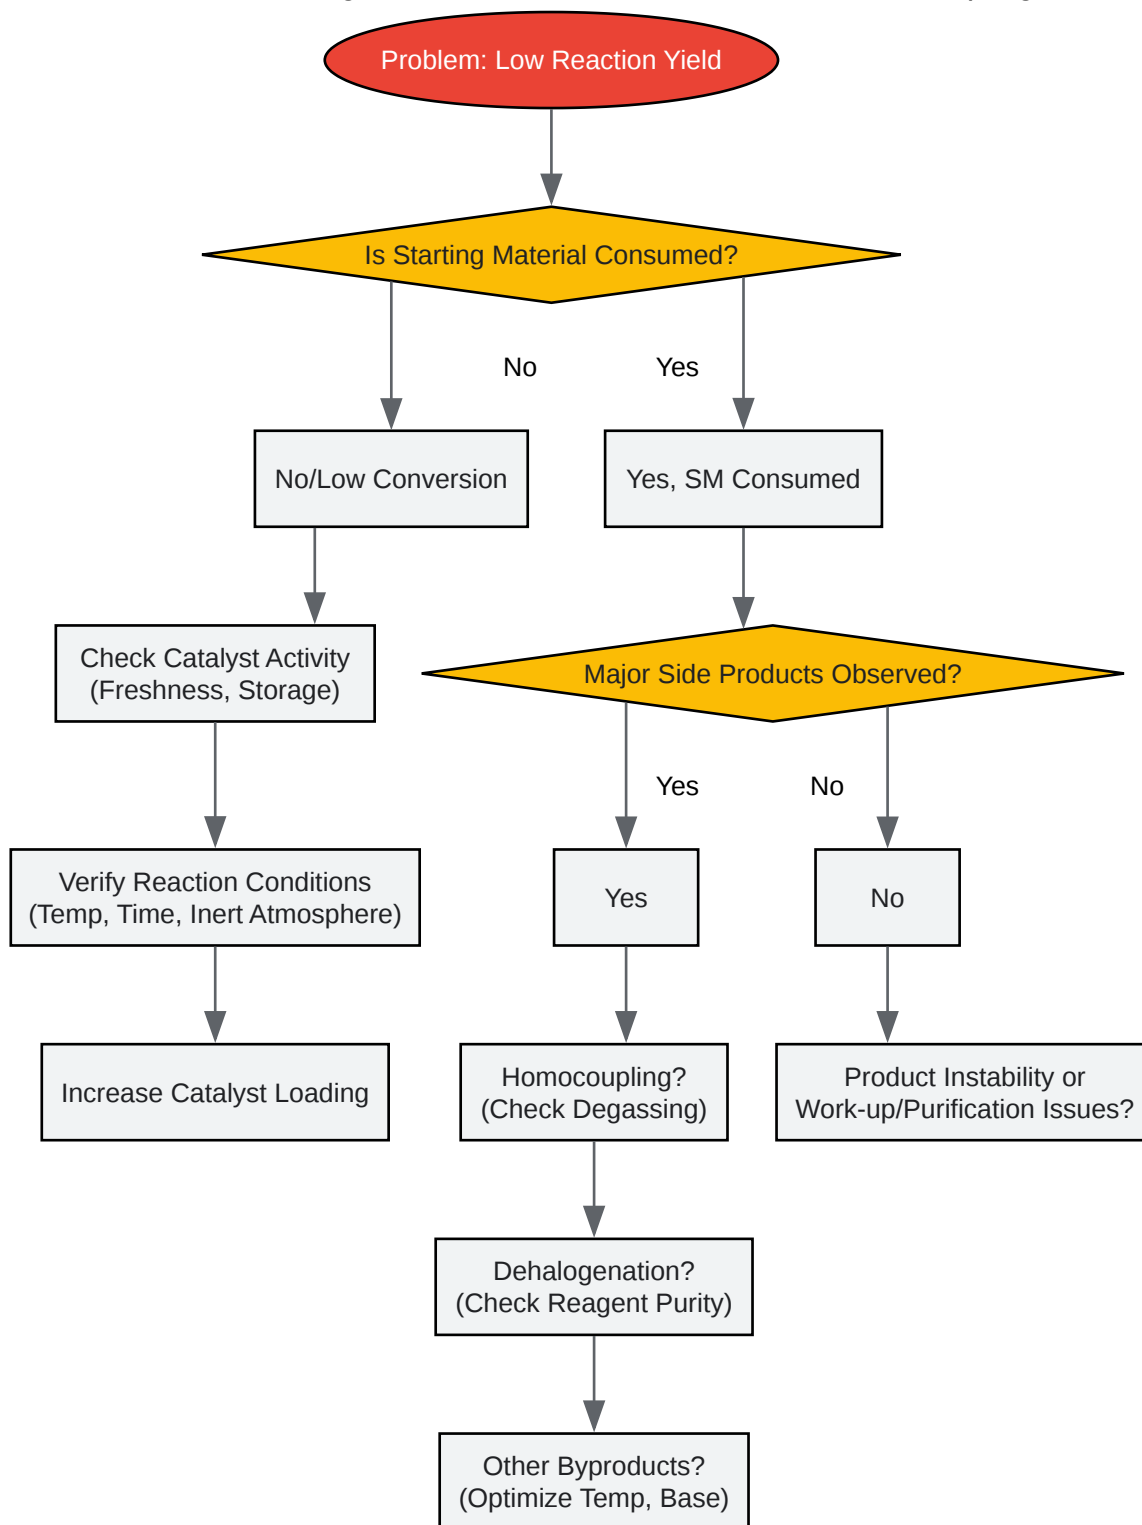 Problem: Low Reaction Yield
Is Starting Material Consumed?
No
Yes
No/Low Conversion
Yes, SM Consumed
Check Catalyst Activity
(Freshness, Storage)
Major Side Products Observed?
Yes
No
Verify Reaction Conditions
(Temp, Time, Inert Atmosphere)
Yes
No
Increase Catalyst Loading
Homocoupling?
(Check Degassing)
Product Instability or
Work-up/Purification Issues?
Dehalogenation?
(Check Reagent Purity)
Other Byproducts?
(Optimize Temp, Base)